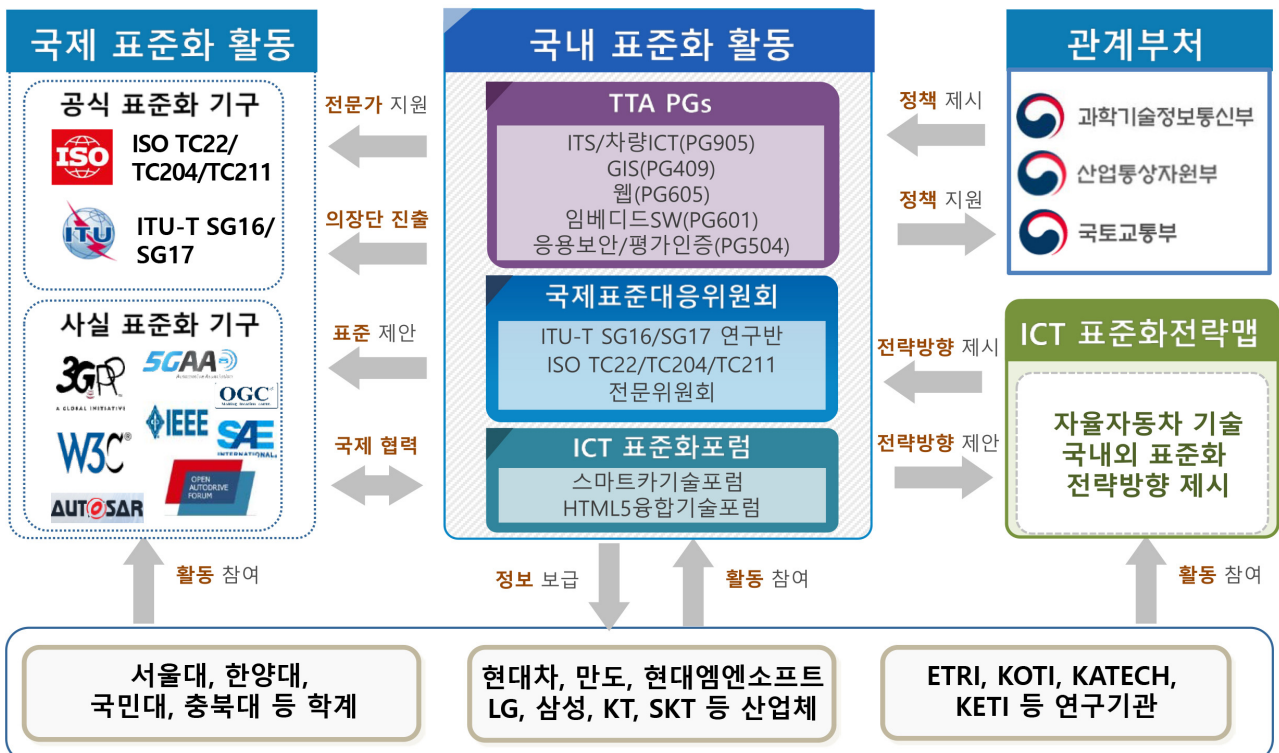 국제 표준화 활동
공식 표준화 기구
ISO
ISO TC22/
TC204/TC211
ITU
ITU-T SG16/
SG17
사실 표준화 기구
3GPP
A GLOBAL INITIATIVE
5GAA
OGC
IEEE
W3C®
SAE
INTERNATIONAL
OPEN
AUTODRIVE
FORUM
AUTOSAR
전문가 지원
의장단 진출
표준 제안
국제 협력
국내 표준화 활동
TTA PGs
ITS/차량ICT(PG905)
GIS(PG409)
웹(PG605)
임베디드SW(PG601)
응용보안/평가인증(PG504)
국제표준대응위원회
ITU-T SG16/SG17 연구반
ISO TC22/TC204/TC211
전문위원회
ICT 표준화포럼
스마트카기술포럼
HTML5융합기술포럼
정책 제시
정책 지원
전략방향 제시
전략방향 제안
관계부처
과학기술정보통신부
산업통상자원부
국토교통부
ICT 표준화전략맵
자율자동차 기술
국내외 표준화
전략방향 제시
활동 참여
정보 보급
활동 참여
활동 참여
서울대, 한양대,
국민대, 충북대 등 학계
현대차, 만도, 현대엠엔소프트
LG, 삼성, KT, SKT 등 산업체
ETRI, KOTI, KATECH,
KETI 등 연구기관